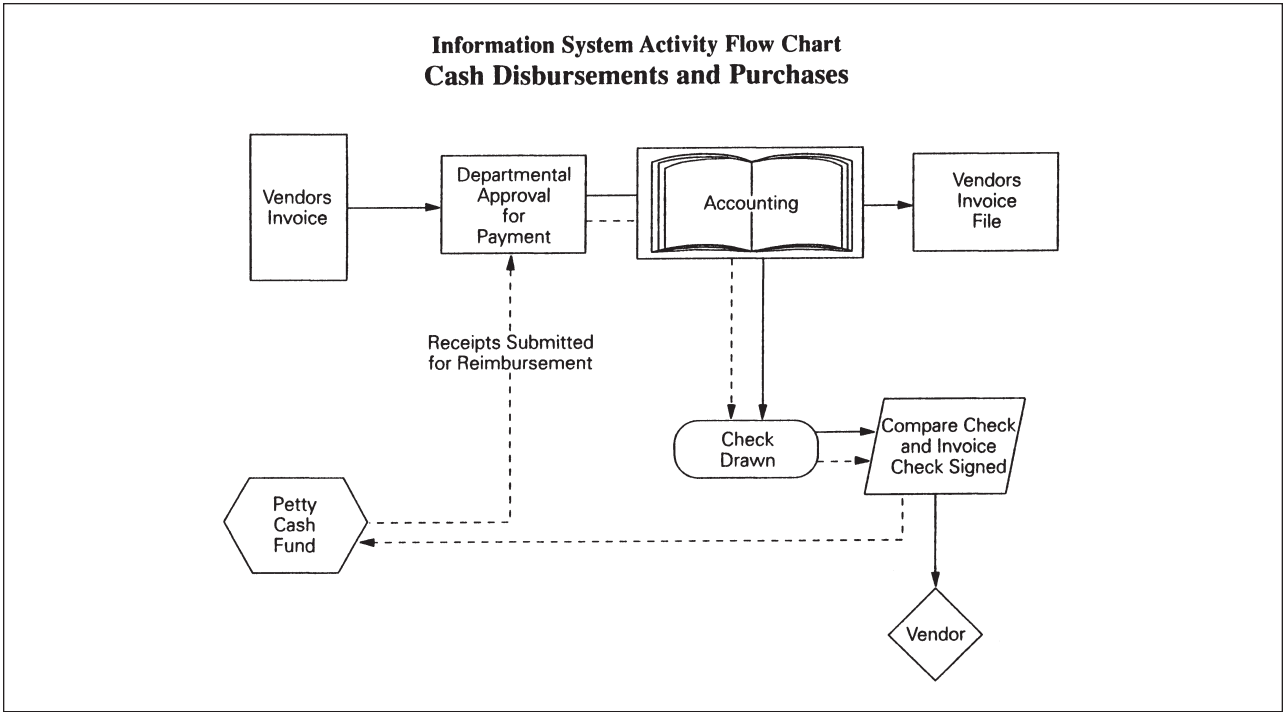 Information System Activity Flow Chart
Cash Disbursements and Purchases
Vendors
Invoice
Departmental
Approval
for
Payment
Accounting
Vendors
Invoice
File
Receipts Submitted
for Reimbursement
Check
Drawn
Compare Check
and Invoice
Check Signed
Petty
Cash
Fund
Vendor